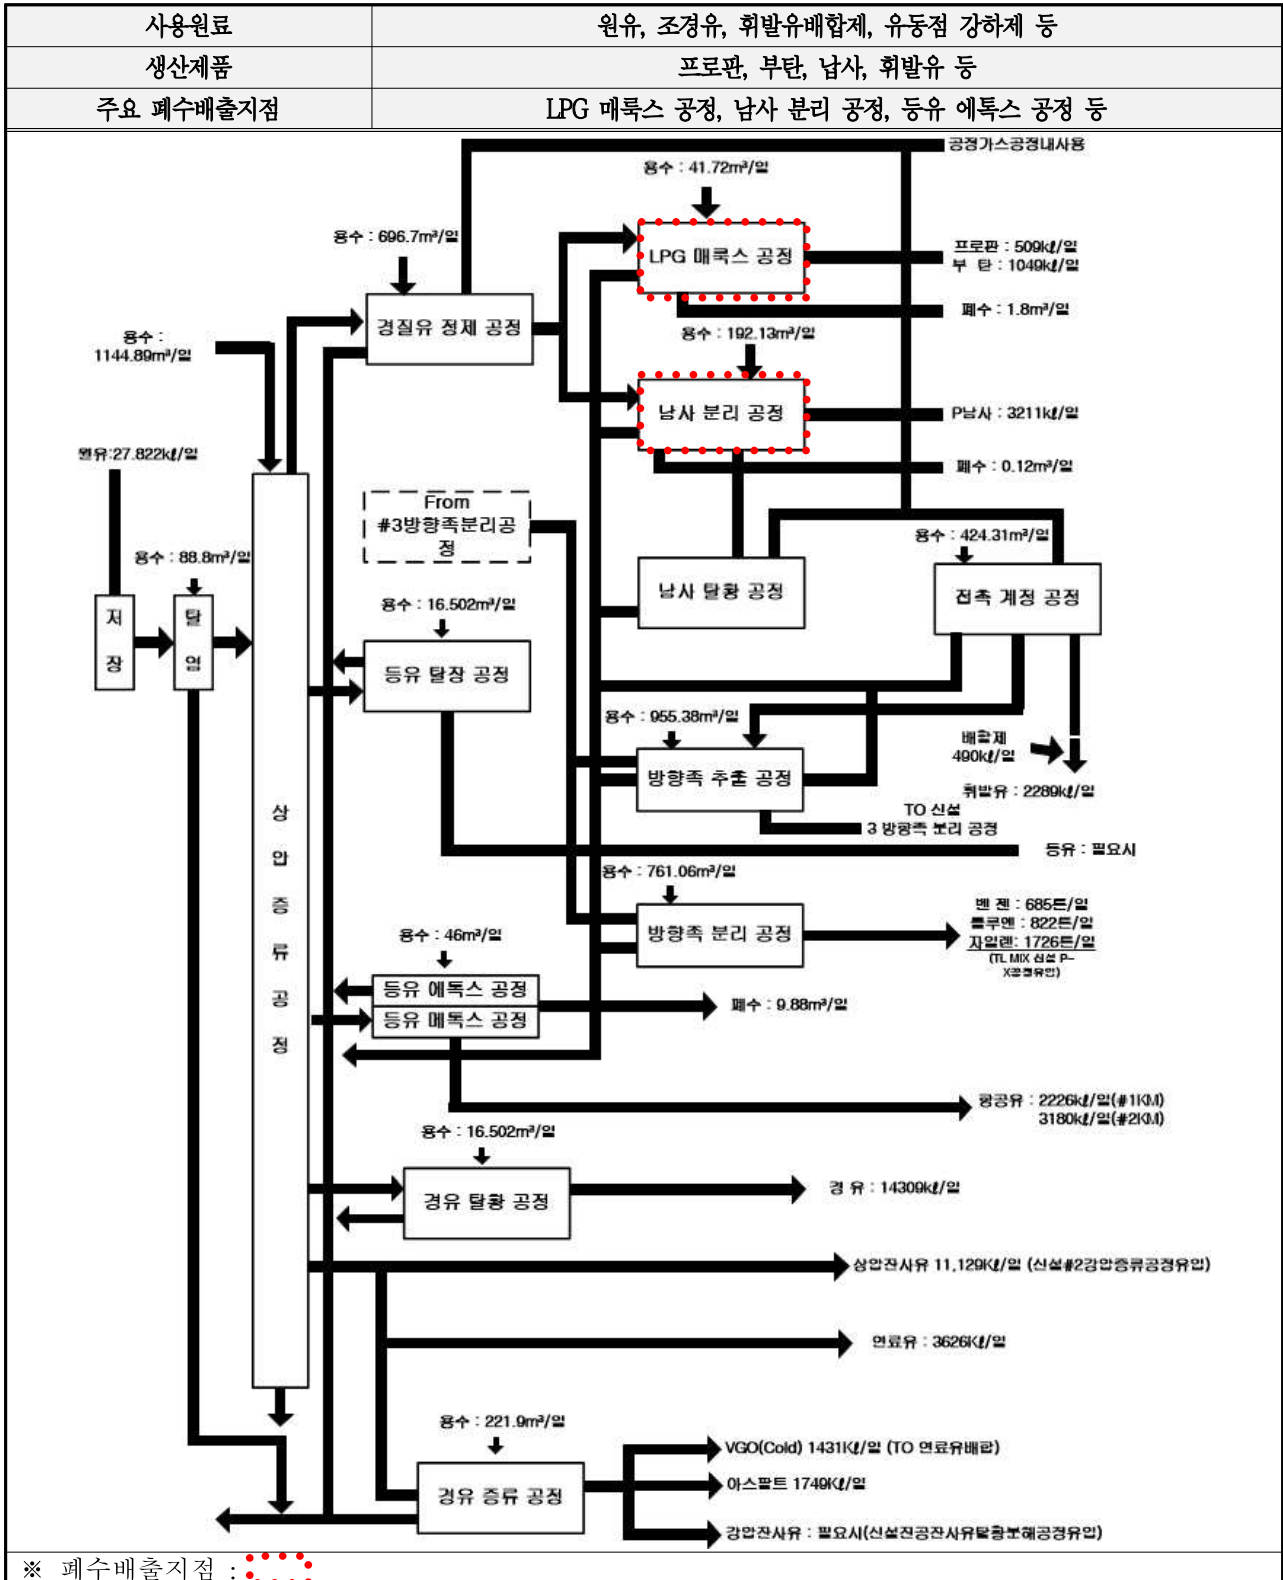 사용원료
원유, 조경유, 휘발유배합제, 유동점 강하제 등
생산제품
프로판, 부탄, 납사, 휘발유 등
주요 폐수배출지점
LPG 매록스 공정, 남사 분리 공정, 등유 에톡스 공정 등
공정가스공정내사용
용수 : 41.72m³/일
용수 : 696.7m³/일
LPG 매록스 공정
프로판 : 509kℓ/일
부 탄 : 1049kℓ/일
경질유 정제 공정
폐수 : 1.8m³/일
용수 :
1144.89m³/일
용수 : 192.13m³/일
남사 분리 공정
P남사 : 3211kℓ/일
원유:27.822kℓ/일
폐수 : 0.12m³/일
From
#3방향족분리공
정
용수 : 424.31m³/일
용수 : 88.8m³/일
남사 탈황 공정
접촉 계정 공정
용수 : 16.502m³/일
저
장
탈
염
등유 탈장 공정
용수 : 955.38m³/일
배합제
490kℓ/일
방향족 추출 공정
휘발유 : 2289kℓ/일
TO 신설
3 방향족 분리 공정
상
압
증
류
공
정
등유 : 필요시
용수 : 761.06m³/일
벤 젠 : 685톤/일
톨루엔 : 822톤/일
자일렌: 1726톤/일
(TL MIX 신설 P-
X공정유입)
방향족 분리 공정
용수 : 46m³/일
등유 에톡스 공정
등유 메톡스 공정
폐수 : 9.88m³/일
항공유 : 2226kℓ/일(#1KM)
3180kℓ/일(#2KM)
용수 : 16.502m³/일
경유 탈황 공정
경 유 : 14309kℓ/일
상압잔사유 11,129Kℓ/일 (신설#2감압증류공정유입)
연료유 : 3626Kℓ/일
용수 : 221.9m³/일
경유 증류 공정
VGO(Cold) 1431Kℓ/일 (TO 연료유배합)
아스팔트 1749Kℓ/일
강압잔사유 : 필요시(신설진공잔사유탈황분해공정유입)
※ 폐수배출지점 :